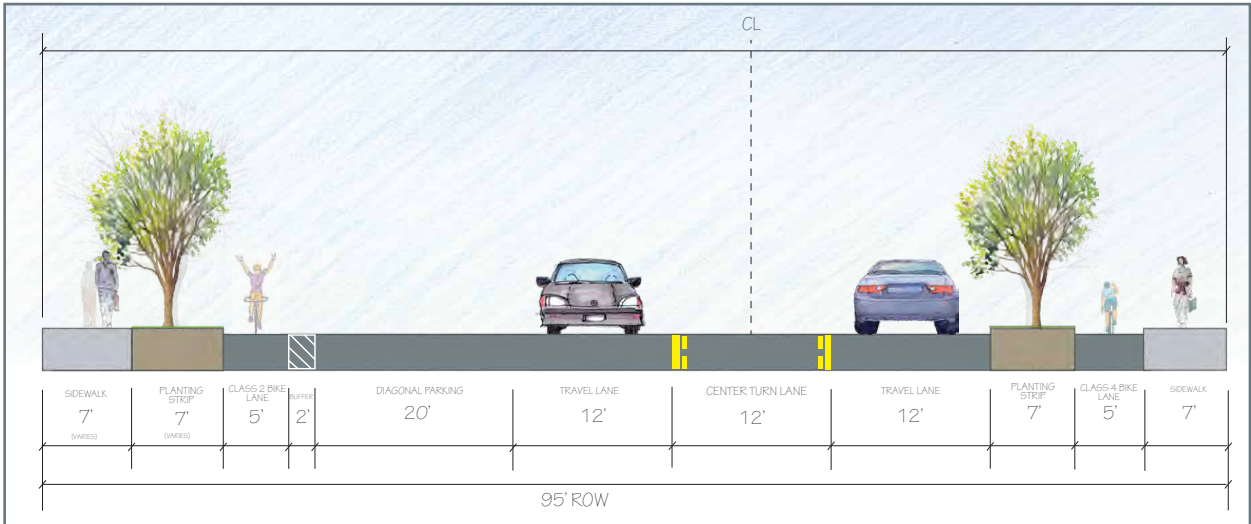 CL
SIDEWALK
7'
(VARIES)
PLANTING
STRIP
7'
(VARIES)
CLASS 2 BIKE
LANE
5'
BUFFER
2'
DIAGONAL PARKING
20'
TRAVEL LANE
12'
CENTER TURN LANE
12'
TRAVEL LANE
12'
PLANTING
STRIP
7'
CLASS 4 BIKE
LANE
5'
SIDEWALK
7'
95' ROW